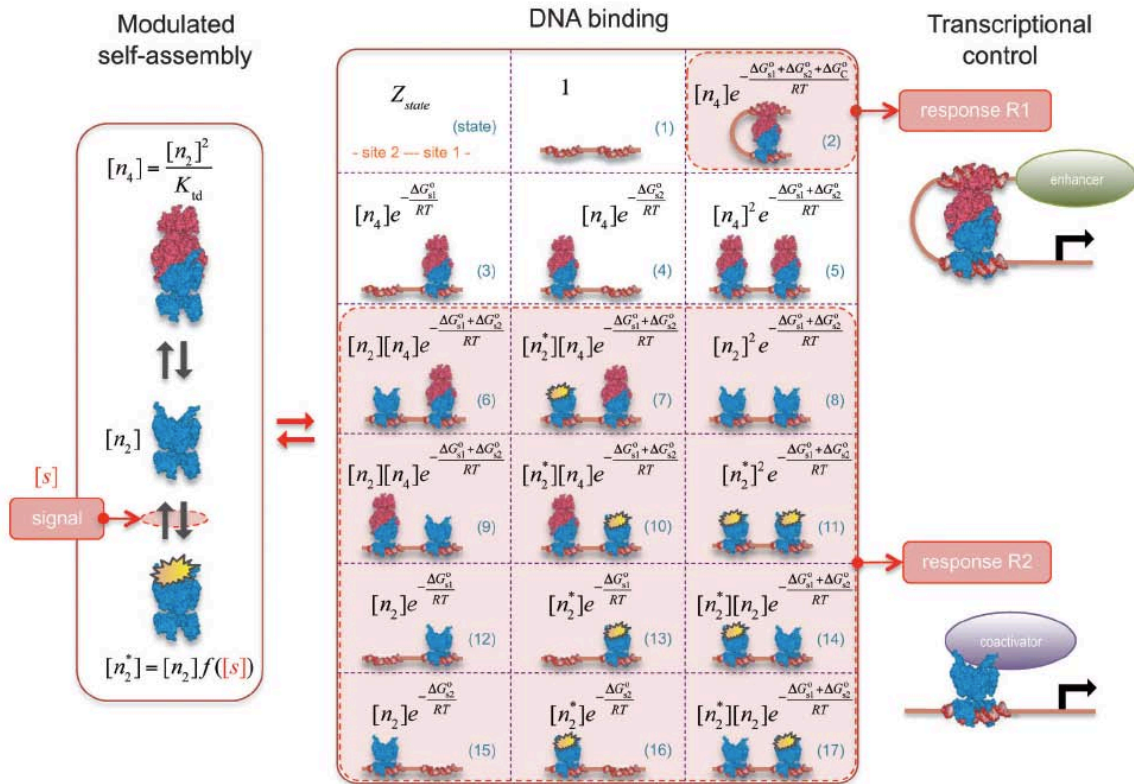 Modulated
self-assembly
DNA binding
Transcriptional
control
[n₄] = [n₂]² / K_td
[n₂]
[s]
signal
[n₂*] = [n₂] f([s])
Z_state
(state)
- site 2 --- site 1 -
1
(1)
[n₄]e^(-(ΔG°s1 + ΔG°s2 + ΔG°C)/RT)
(2)
[n₄]e^(-ΔG°s1/RT)
(3)
[n₄]e^(-ΔG°s2/RT)
(4)
[n₄]²e^(-(ΔG°s1 + ΔG°s2)/RT)
(5)
[n₂][n₄]e^(-(ΔG°s1 + ΔG°s2)/RT)
(6)
[n₂*][n₄]e^(-(ΔG°s1 + ΔG°s2)/RT)
(7)
[n₂]²e^(-(ΔG°s1 + ΔG°s2)/RT)
(8)
[n₂][n₄]e^(-(ΔG°s1 + ΔG°s2)/RT)
(9)
[n₂*][n₄]e^(-(ΔG°s1 + ΔG°s2)/RT)
(10)
[n₂*]²e^(-(ΔG°s1 + ΔG°s2)/RT)
(11)
[n₂]e^(-ΔG°s1/RT)
(12)
[n₂*]e^(-ΔG°s1/RT)
(13)
[n₂*][n₂]e^(-(ΔG°s1 + ΔG°s2)/RT)
(14)
[n₂]e^(-ΔG°s2/RT)
(15)
[n₂*]e^(-ΔG°s2/RT)
(16)
[n₂*][n₂]e^(-(ΔG°s1 + ΔG°s2)/RT)
(17)
response R1
enhancer
response R2
coactivator